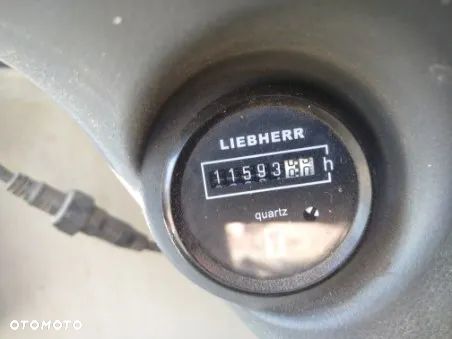 LIEBHERR
11593 h
quartz
OTOMOTO